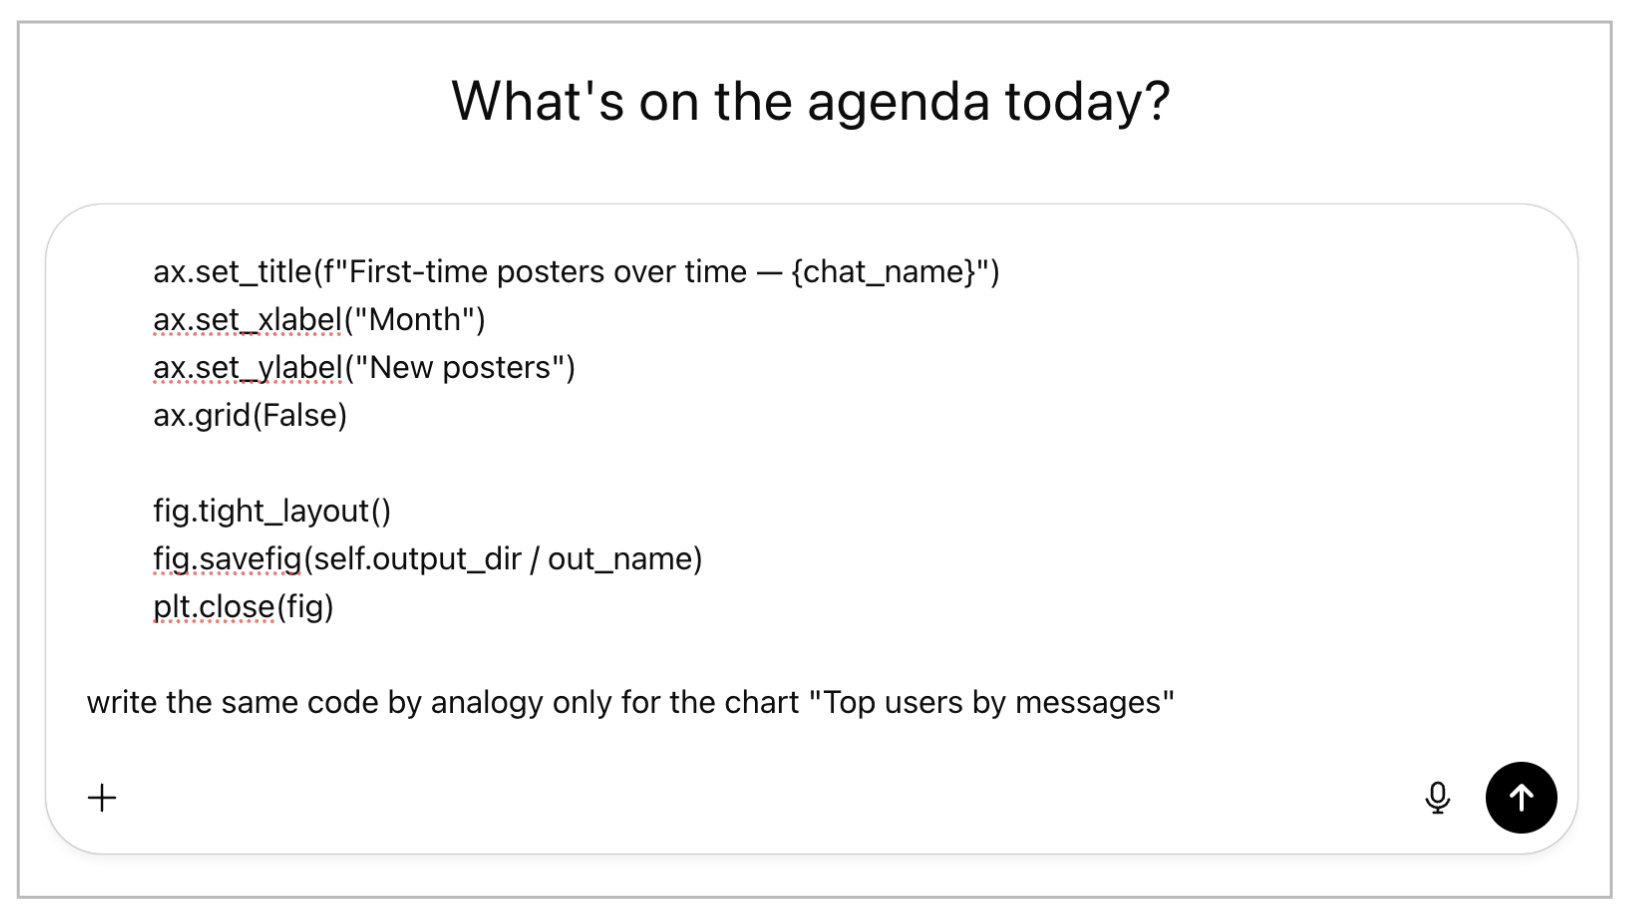 What's on the agenda today?
ax.set_title(f"First-time posters over time — {chat_name}")
ax.set_xlabel("Month")
ax.set_ylabel("New posters")
ax.grid(False)
fig.tight_layout()
fig.savefig(self.output_dir / out_name)
plt.close(fig)
write the same code by analogy only for the chart "Top users by messages"